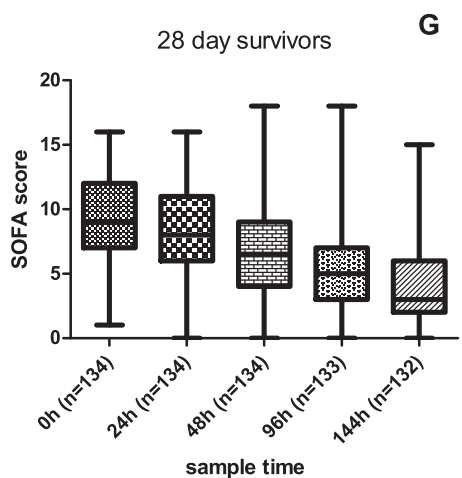 G
28 day survivors
20
15
10
5
0
SOFA score
0h (n=134)
24h (n=134)
48h (n=134)
96h (n=133)
144h (n=132)
sample time